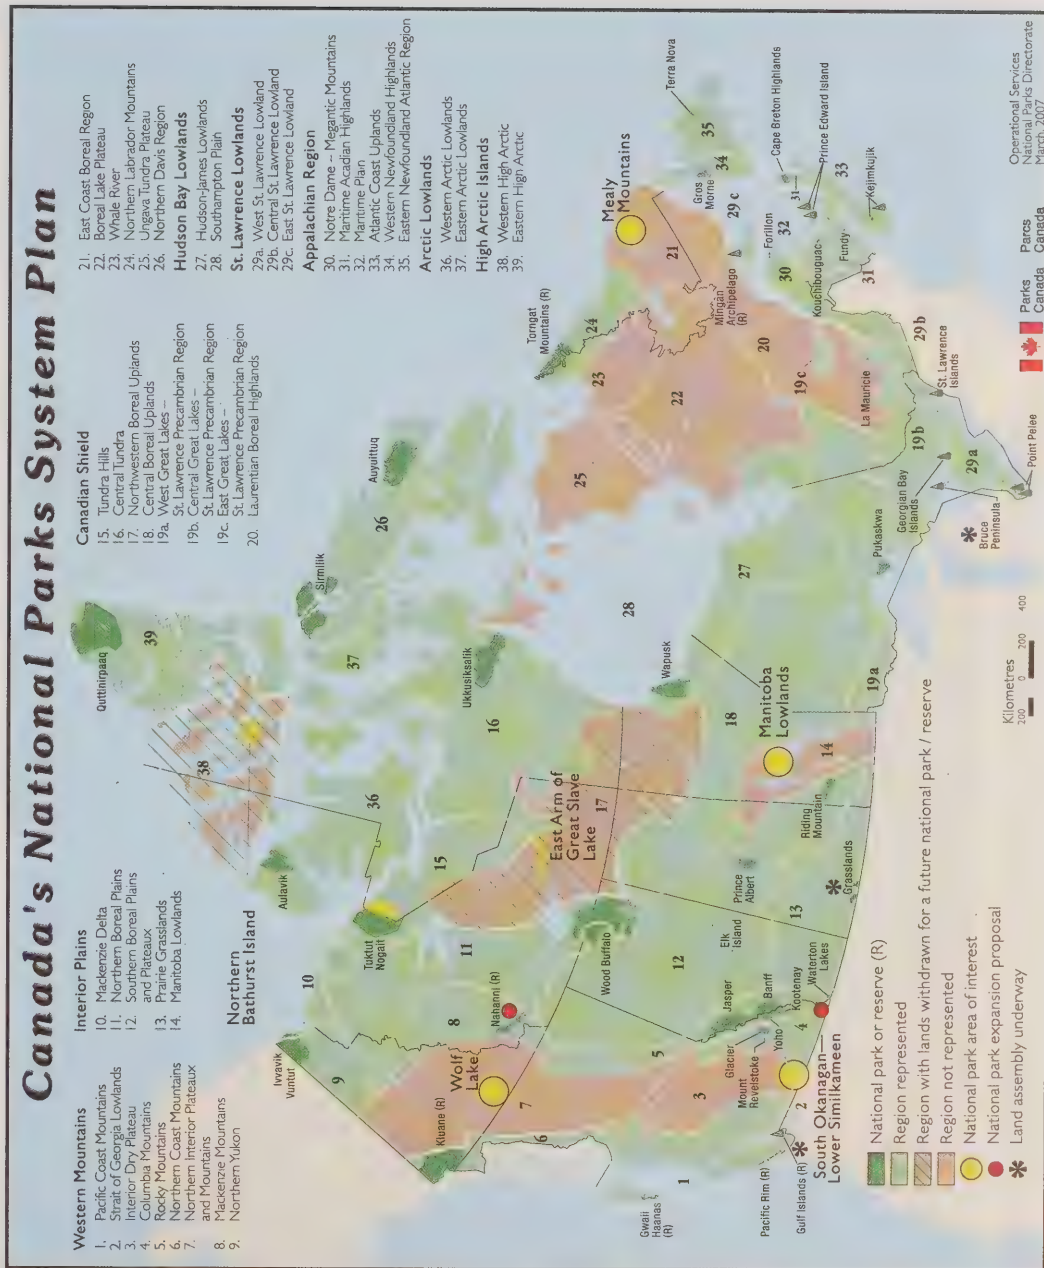 Canada's National Parks System Plan
Western Mountains
1. Pacific Coast Mountains
2. Strait of Georgia Lowlands
3. Interior Dry Plateau
4. Columbia Mountains
5. Rocky Mountains
6. Northern Coast Mountains
7. Northern Interior Plateaux
and Mountains
8. Mackenzie Mountains
9. Northern Yukon
Interior Plains
10. Mackenzie Delta
11. Northern Boreal Plains
12. Southern Boreal Plains
and Plateaux
13. Prairie Grasslands
14. Manitoba Lowlands
Canadian Shield
15. Tundra Hills
16. Central Tundra
17. Northwestern Boreal Uplands
18. Central Boreal Uplands
19a. West Great Lakes –
St. Lawrence Precambrian Region
19b. Central Great Lakes –
St. Lawrence Precambrian Region
19c. East Great Lakes –
St. Lawrence Precambrian Region
20. Laurentian Boreal Highlands
21. East Coast Boreal Region
22. Boreal Lake Plateau
23. Whale River
24. Northern Labrador Mountains
25. Ungava Tundra Plateau
26. Northern Davis Region
Hudson Bay Lowlands
27. Hudson-James Lowlands
28. Southampton Plain
St. Lawrence Lowlands
29a. West St. Lawrence Lowland
29b. Central St. Lawrence Lowland
29c. East St. Lawrence Lowland
Appalachian Region
30. Notre Dame – Megantic Mountains
31. Maritime Acadian Highlands
32. Maritime Plan
33. Atlantic Coast Uplands
34. Western Newfoundland Highlands
35. Eastern Newfoundland Atlantic Region
Arctic Lowlands
36. Western Arctic Lowlands
37. Eastern Arctic Lowlands
High Arctic Islands
38. Western High Arctic
39. Eastern High Arctic
Northern
Bathurst Island
Quttinirpaaq
39
38
Sirmilik
Auyuittuq
26
37
Aulavik
36
Ivvavik
Vuntut
10
9
Tuktut
Nogait
15
16
Ukkusiksalik
Torngat
Mountains (R)
24
Mealy
Mountains
Terra Nova
Kluane (R)
Wolf
Lake
8
Nahanni (R)
11
East Arm of
Great Slave
Lake
17
28
25
23
22
21
Gros
Morne
34
35
29 c
6
7
Wood Buffalo
Wapusk
Mingan
Archipelago
(R)
20
Forillon
32
31
Cape Breton Highlands
Prince Edward Island
1
Gwaii
Haanas
(R)
3
5
12
18
Manitoba
Lowlands
27
19 c
30
Kouchibouguac
Fundy
33
Kejimkujik
31
Jasper
Banff
Kootenay
Glacier
Mount
Revelstoke
Yoho
Waterton
Lakes
Elk
Island
Prince
Albert
13
Riding
Mountain
14
La Mauricie
Pacific Rim (R)
Gulf Islands (R)
2
4
South Okanagan—
Lower Similkameen
Grasslands
19 a
Pukaskwa
19 b
29 b
St. Lawrence
Islands
Georgian Bay
Islands
29 a
Bruce
Peninsula
Point Pelee
National park or reserve (R)
Region represented
Region with lands withdrawn for a future national park / reserve
Region not represented
National park area of interest
National park expansion proposal
Land assembly underway
Kilometres
200 0 200 400
Parks
Canada
Parcs
Canada
Operational Services
National Parks Directorate
March, 2007